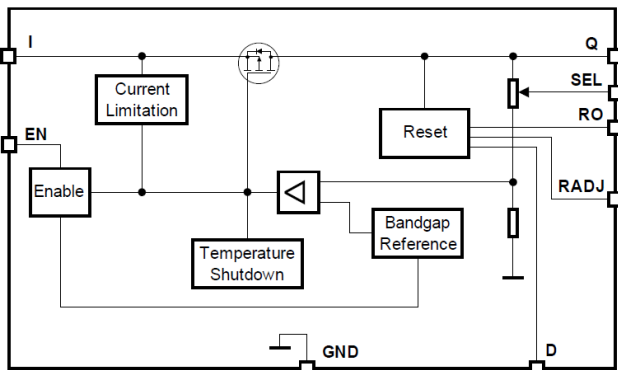 I
Q
Current
Limitation
SEL
RO
EN
Reset
RADJ
Enable
Bandgap
Reference
Temperature
Shutdown
GND
D